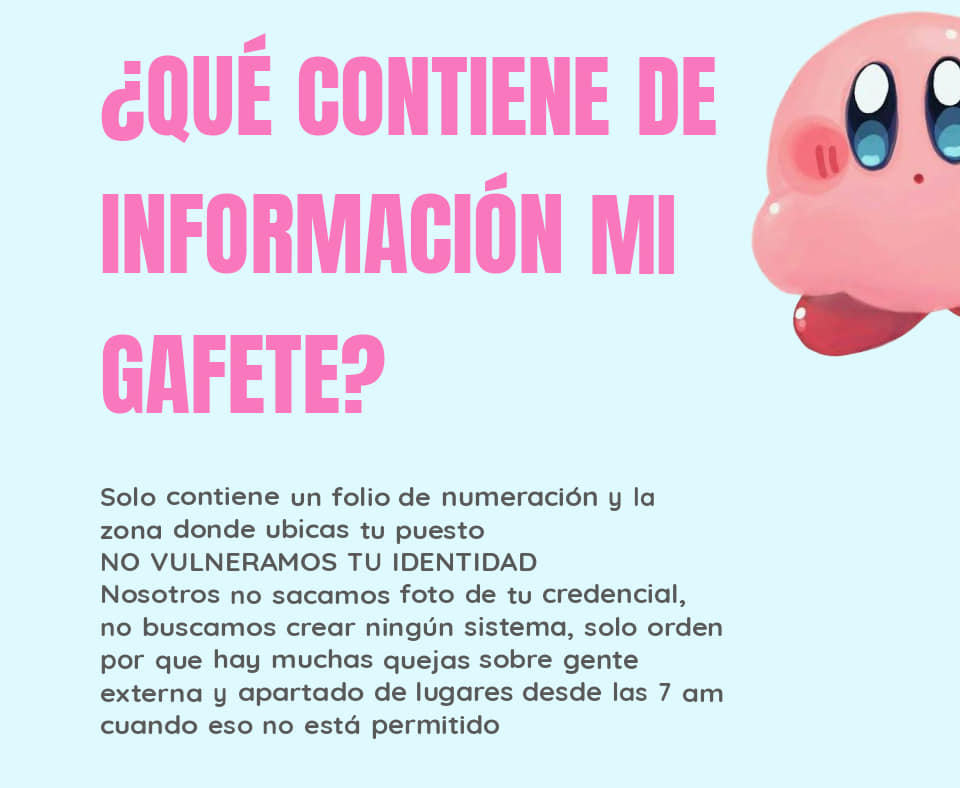 ¿QUÉ CONTIENE DE
INFORMACIÓN MI
GAFETE?
Solo contiene un folio de numeración y la
zona donde ubicas tu puesto
NO VULNERAMOS TU IDENTIDAD
Nosotros no sacamos foto de tu credencial,
no buscamos crear ningún sistema, solo orden
por que hay muchas quejas sobre gente
externa y apartado de lugares desde las 7 am
cuando eso no está permitido